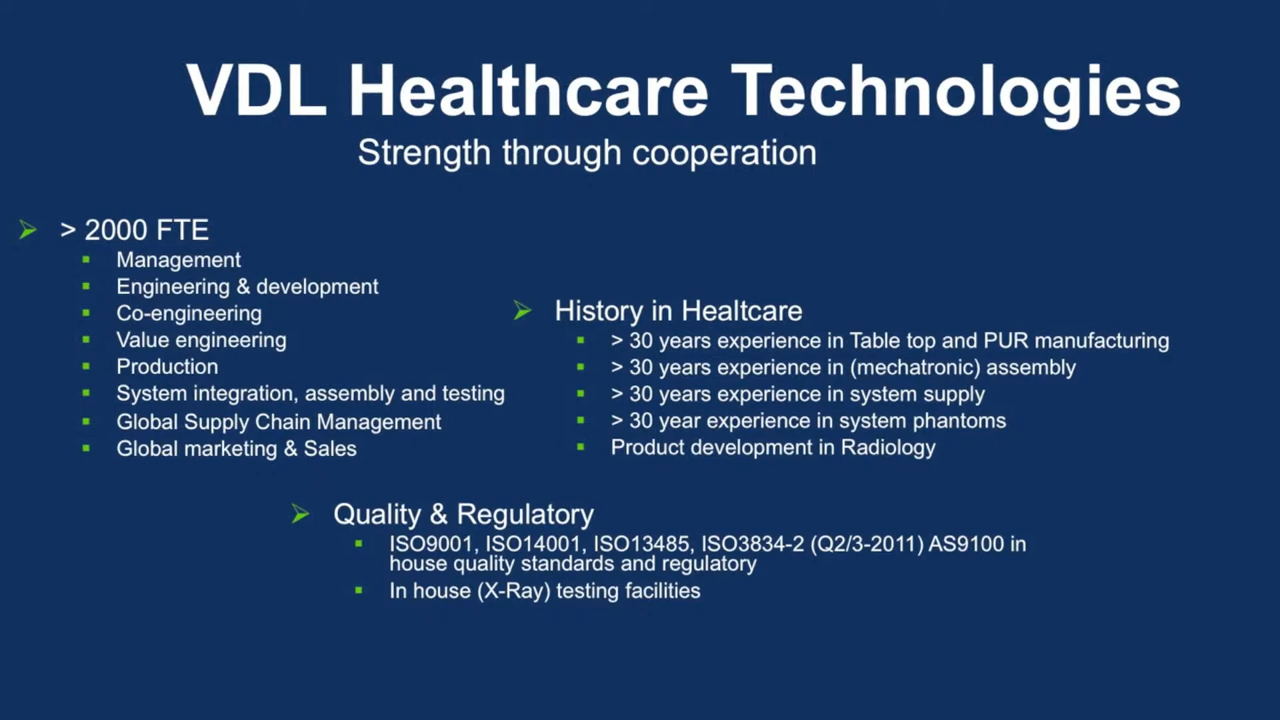 VDL Healthcare Technologies
Strength through cooperation
> 2000 FTE
Management
Engineering & development
Co-engineering
Value engineering
Production
System integration, assembly and testing
Global Supply Chain Management
Global marketing & Sales
History in Healtcare
> 30 years experience in Table top and PUR manufacturing
> 30 years experience in (mechatronic) assembly
> 30 years experience in system supply
> 30 year experience in system phantoms
Product development in Radiology
Quality & Regulatory
ISO9001, ISO14001, ISO13485, ISO3834-2 (Q2/3-2011) AS9100 in
house quality standards and regulatory
In house (X-Ray) testing facilities